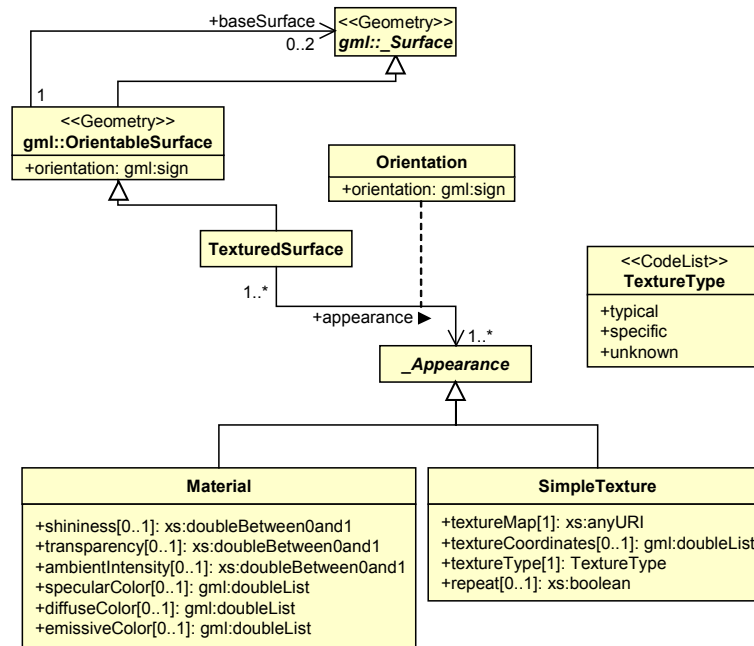 +baseSurface
0..2
<<Geometry>>
gml::_Surface
1
<<Geometry>>
gml::OrientableSurface
+orientation: gml:sign
Orientation
+orientation: gml:sign
TexturedSurface
1..*
+appearance
1..*
<<CodeList>>
TextureType
+typical
+specific
+unknown
_Appearance
Material
+shininess[0..1]: xs:doubleBetween0and1
+transparency[0..1]: xs:doubleBetween0and1
+ambientIntensity[0..1]: xs:doubleBetween0and1
+specularColor[0..1]: gml:doubleList
+diffuseColor[0..1]: gml:doubleList
+emissiveColor[0..1]: gml:doubleList
SimpleTexture
+textureMap[1]: xs:anyURI
+textureCoordinates[0..1]: gml:doubleList
+textureType[1]: TextureType
+repeat[0..1]: xs:boolean